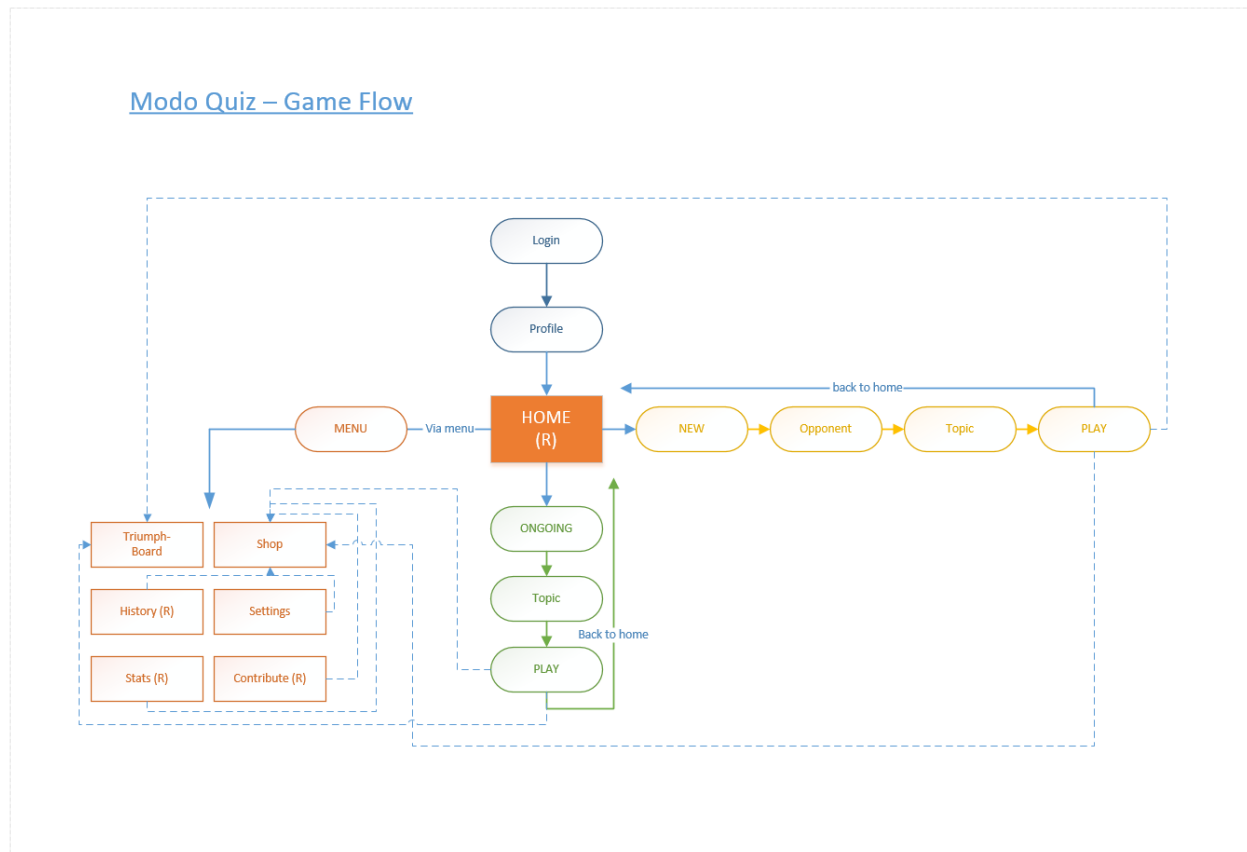 Modo Quiz – Game Flow
Login
Profile
back to home
MENU
Via menu
HOME
(R)
NEW
Opponent
Topic
PLAY
Triumph-
Board
Shop
ONGOING
History (R)
Settings
Topic
Back to home
Stats (R)
Contribute (R)
PLAY